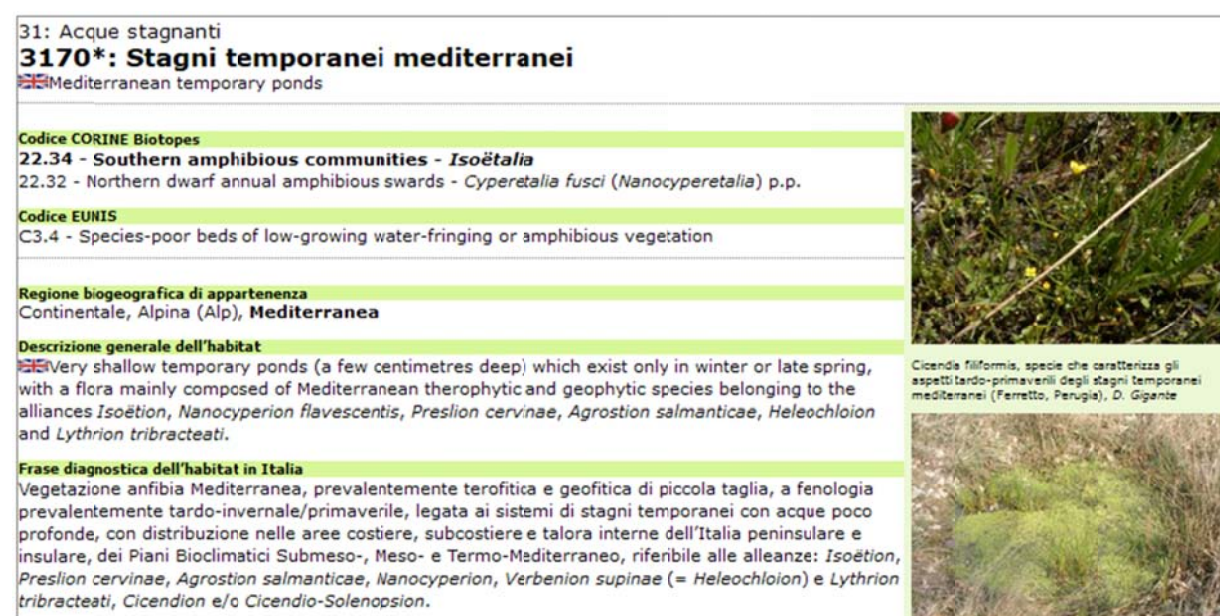 31: Acque stagnanti
3170*: Stagni temporanei mediterranei
Mediterranean temporary ponds
Codice CORINE Biotopes
22.34 - Southern amphibious communities - Isoëtalia
22.32 - Northern dwarf annual amphibious swards - Cyperetalia fusci (Nanocyperetalia) p.p.
Codice EUNIS
C3.4 - Species-poor beds of low-growing water-fringing or amphibious vegetation
Regione biogeografica di appartenenza
Continentale, Alpina (Alp), Mediterranea
Descrizione generale dell'habitat
Very shallow temporary ponds (a few centimetres deep) which exist only in winter or late spring,
with a flora mainly composed of Mediterranean therophytic and geophytic species belonging to the
alliances Isoëtion, Nanocyperion flavescentis, Preslion cervinae, Agrostion salmanticae, Heleochloion
and Lythrion tribracteati.
Frase diagnostica dell'habitat in Italia
Vegetazione anfibia Mediterranea, prevalentemente terofitica e geofitica di piccola taglia, a fenologia
prevalentemente tardo-invernale/primaverile, legata ai sistemi di stagni temporanei con acque poco
profonde, con distribuzione nelle aree costiere, subcostiere e talora interne dell'Italia peninsulare e
insulare, dei Piani Bioclimatici Submeso-, Meso- e Termo-Mediterraneo, riferibile alle alleanze: Isoëtion,
Preslion cervinae, Agrostion salmanticae, Nanocyperion, Verbenion supinae (= Heleochloion) e Lythrion
tribracteati, Cicendion e/o Cicendio-Solenopsion.
Cicendia filiformis, specie che caratterizza gli
aspetti tardo-primaverili degli stagni temporanei
mediterranei (Ferretto, Perugia), D. Gigante